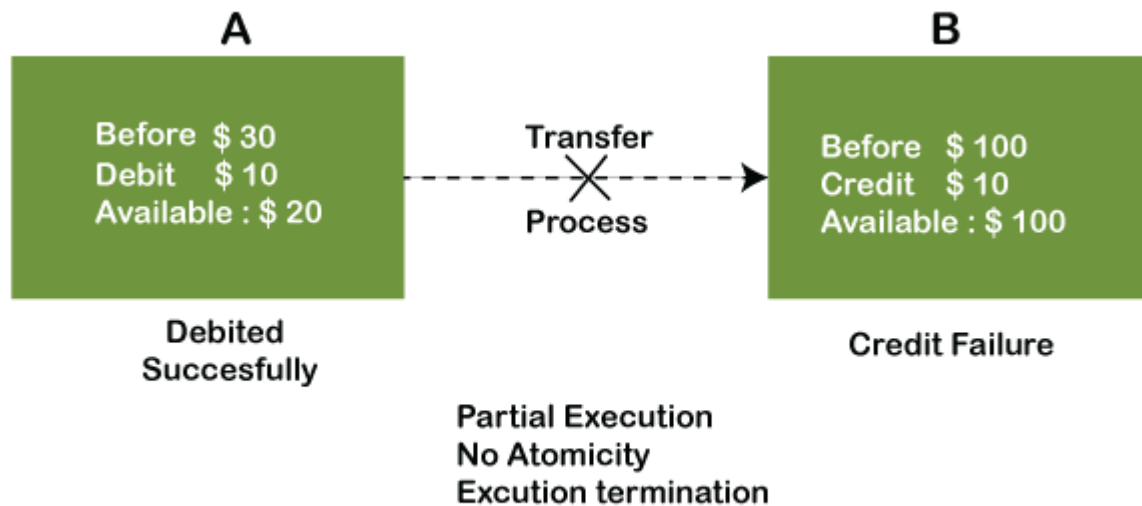 A
Before $ 30
Debit $ 10
Available : $ 20
Debited
Succesfully
Transfer
Process
B
Before $ 100
Credit $ 10
Available : $ 100
Credit Failure
Partial Execution
No Atomicity
Excution termination